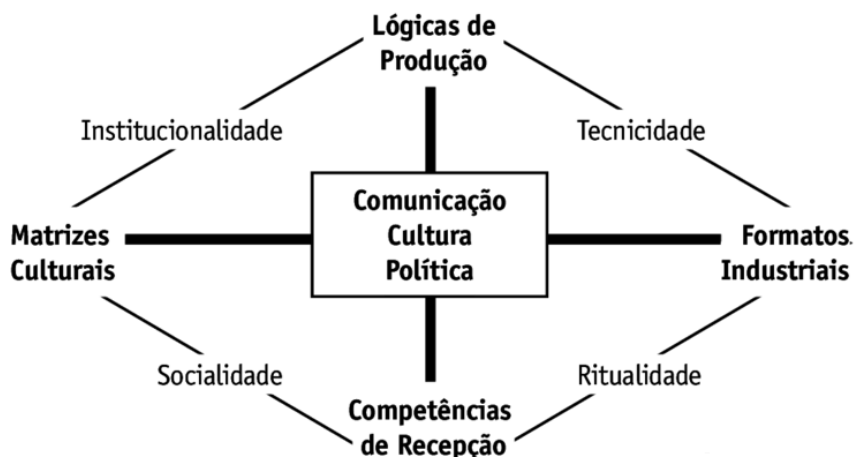 Lógicas de
Produção
Institucionalidade
Tecnicidade
Comunicação
Cultura
Política
Matrizes
Culturais
Formatos.
Industriais
Socialidade
Ritualidade
Competências
de Recepção